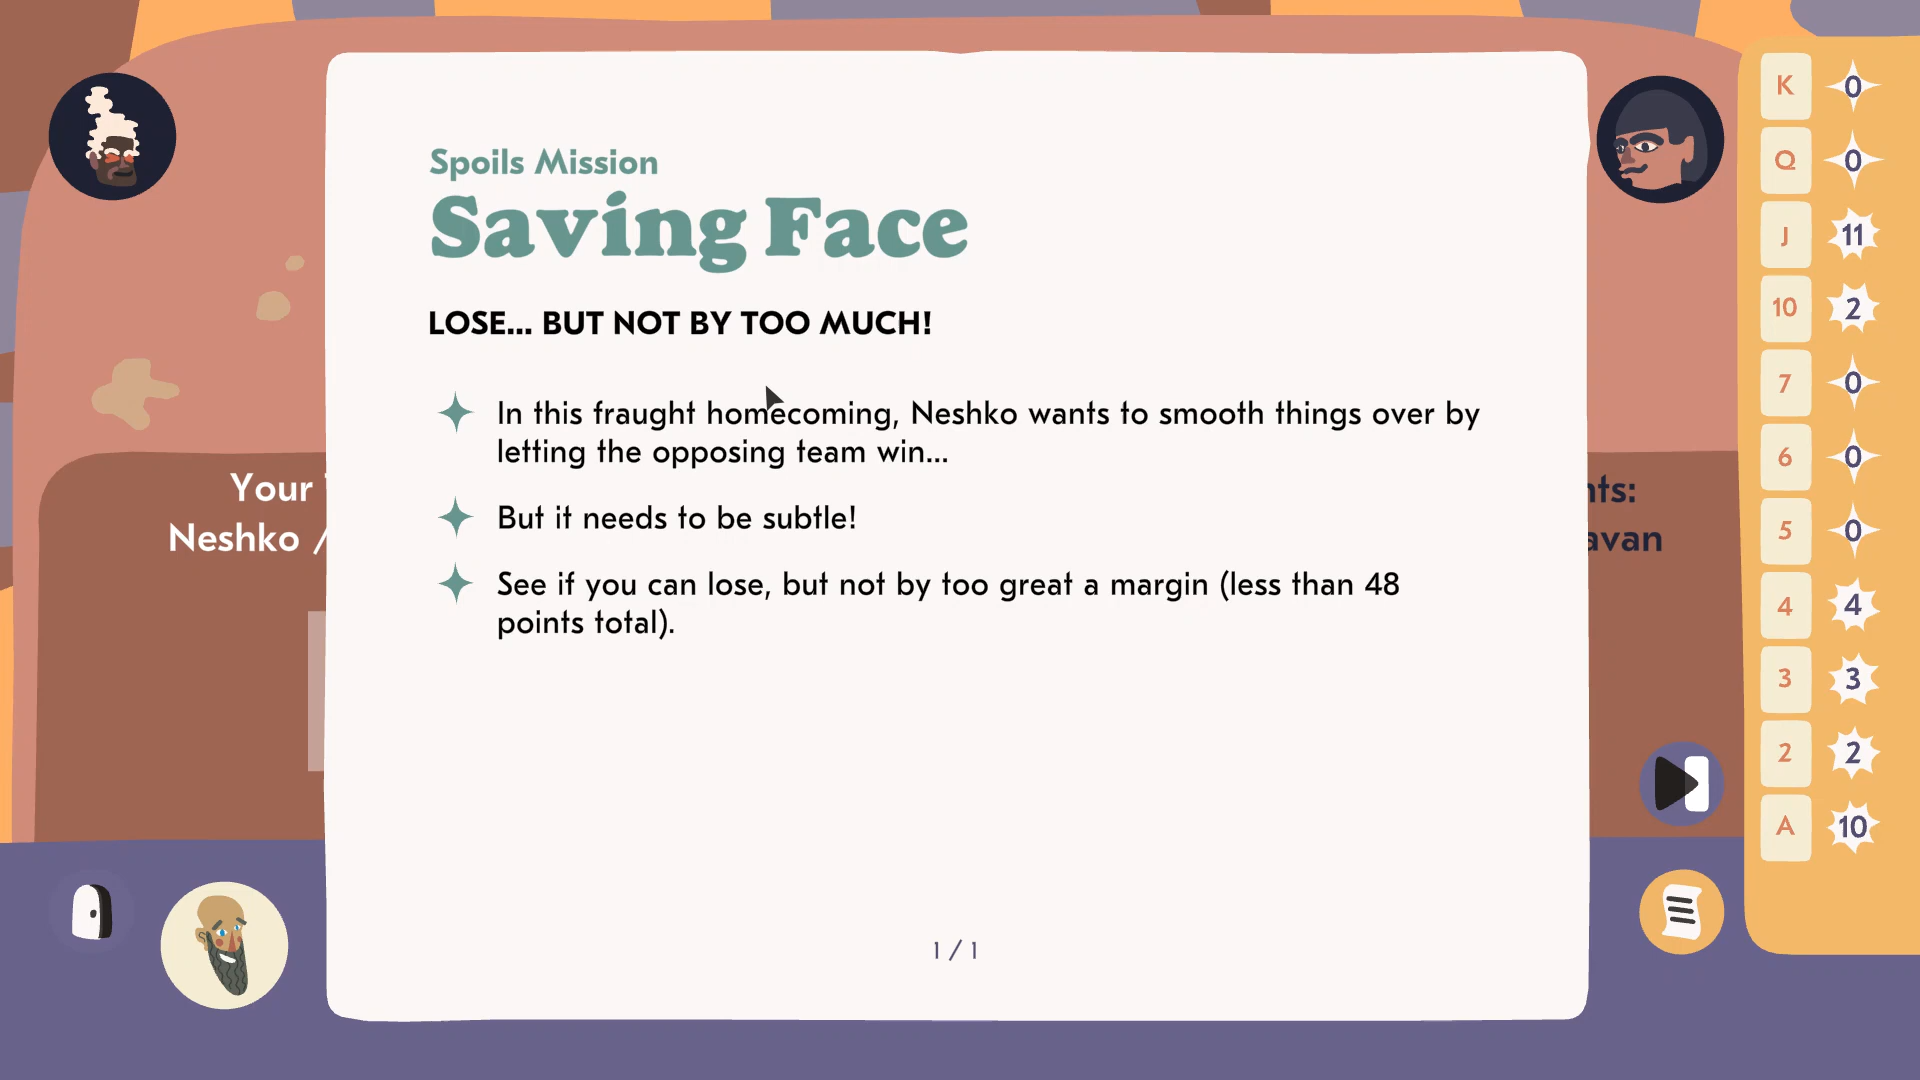 Spoils Mission
Saving Face
LOSE... BUT NOT BY TOO MUCH!
In this fraught homecoming, Neshko wants to smooth things over by
letting the opposing team win...
But it needs to be subtle!
See if you can lose, but not by too great a margin (less than 48
points total).
1 / 1
Your
Neshko /
nts:
avan
K 0
Q 0
J 11
10 2
7 0
6 0
5 0
4 4
3 3
2 2
A 10